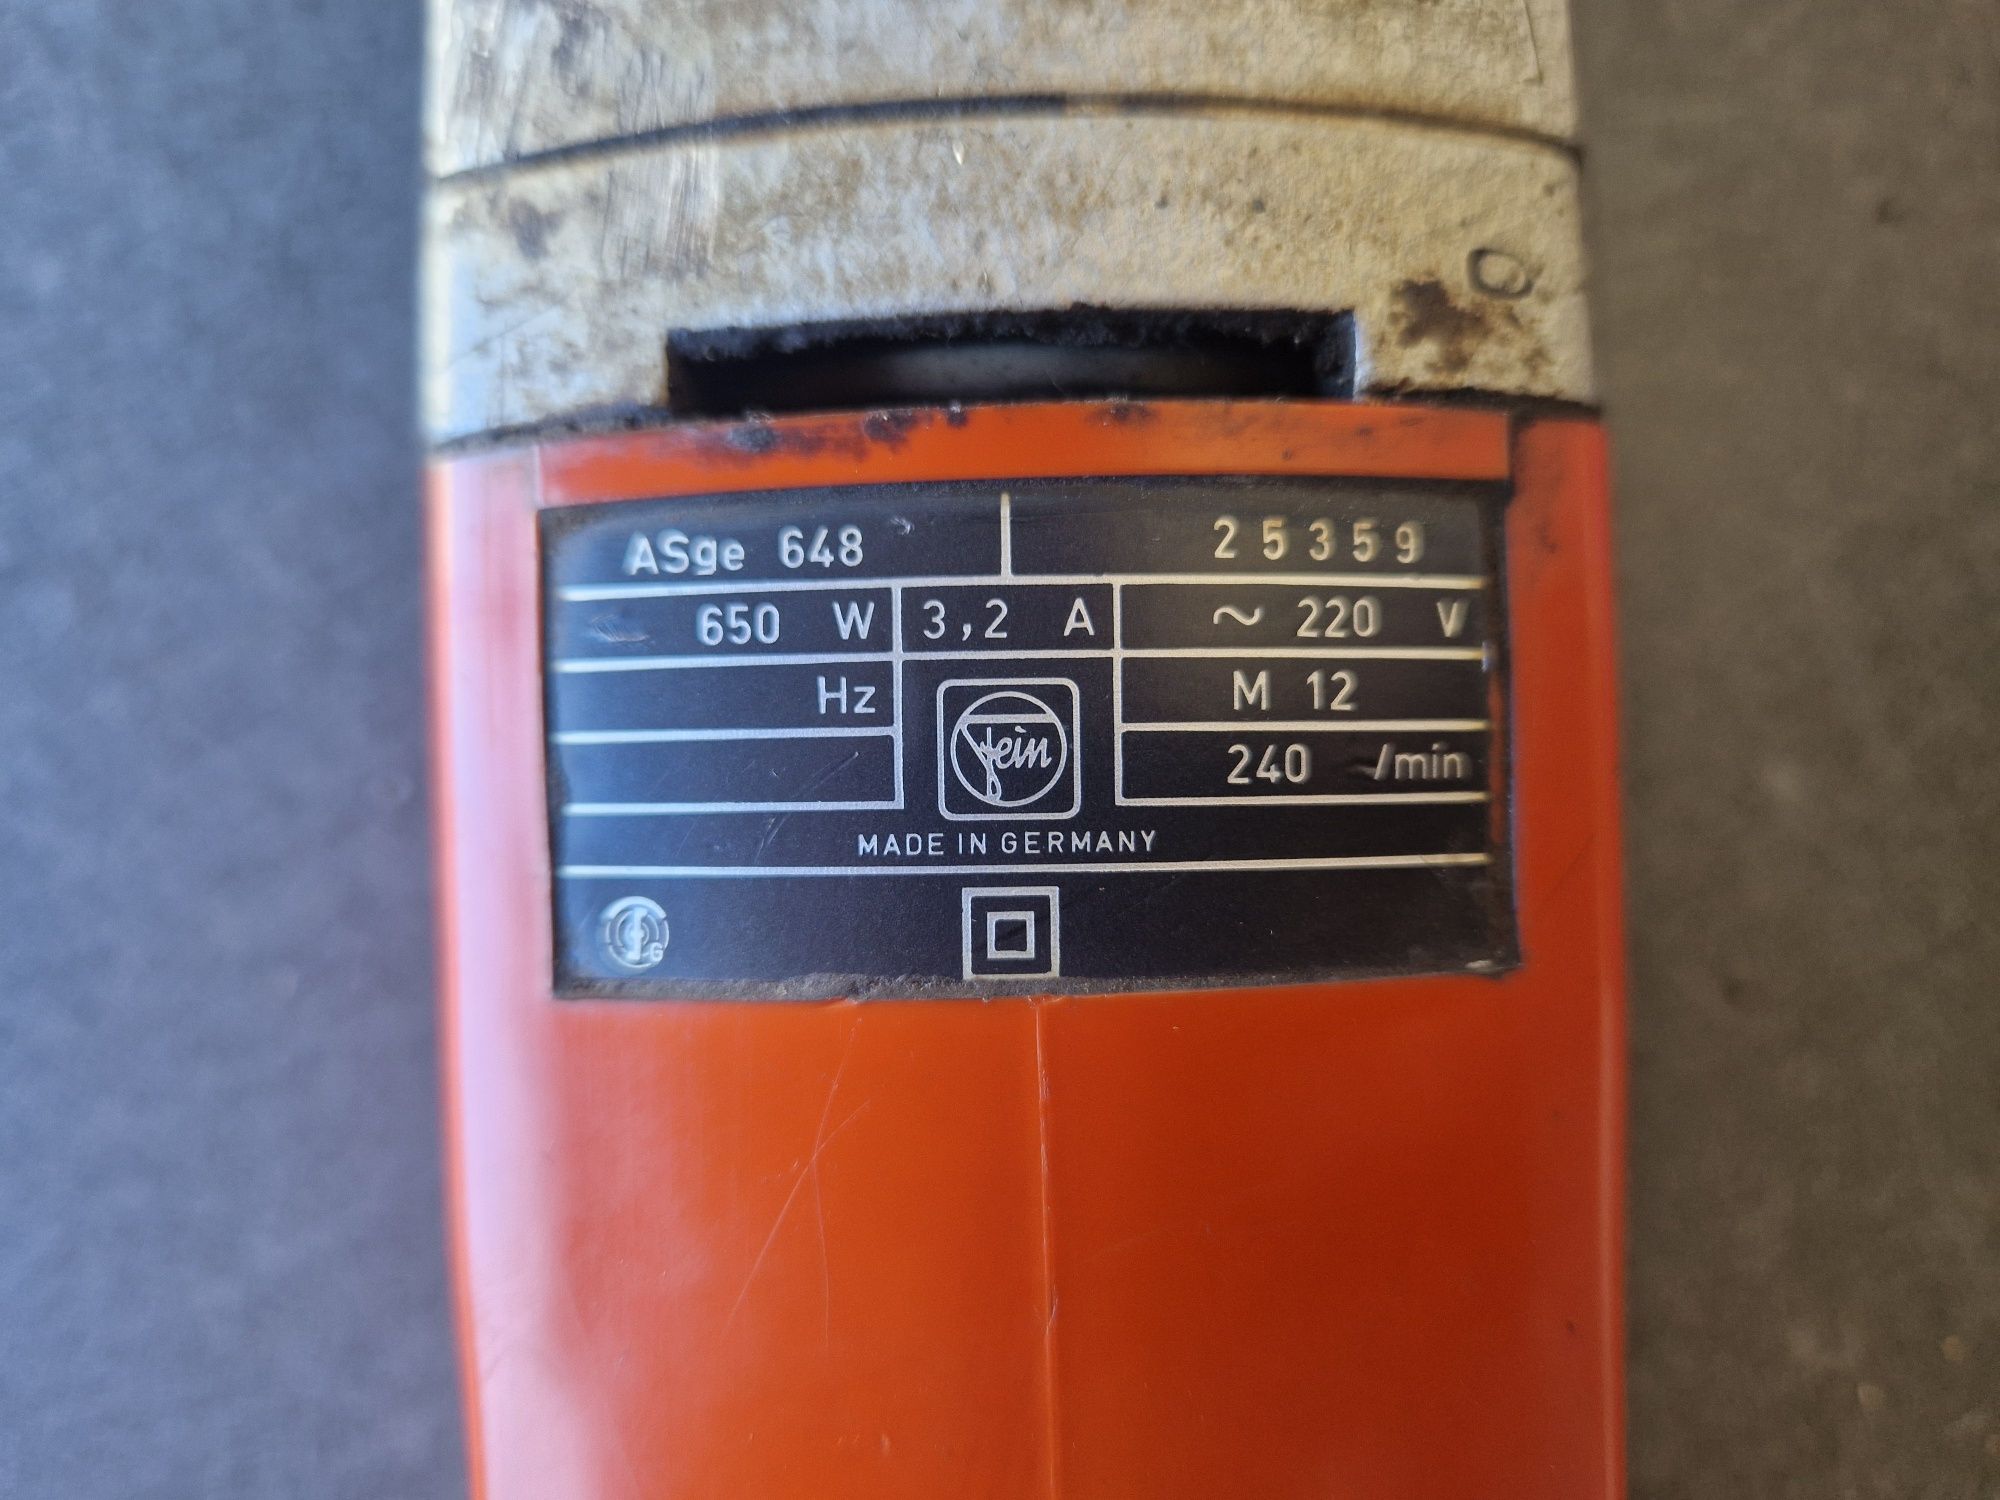 ASge 648 25359
650 W 3,2 A ~ 220 V
Hz M 12
fein
240 /min
MADE IN GERMANY
G